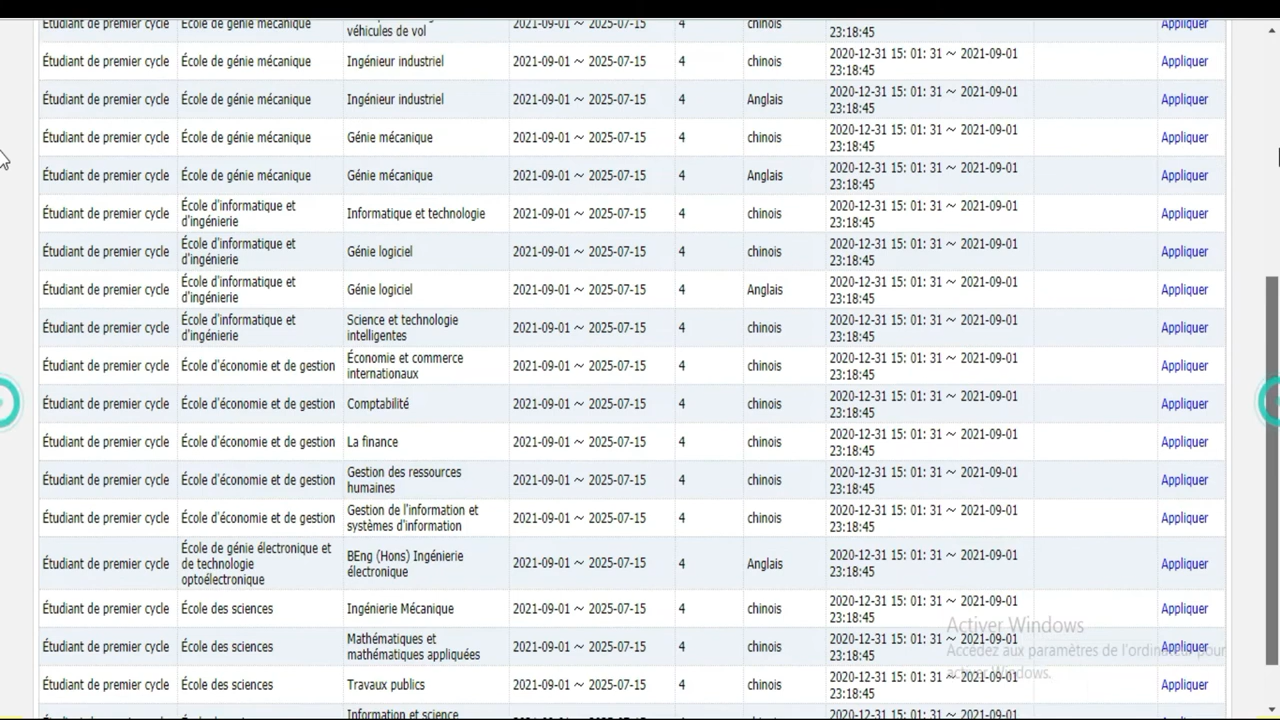 Étudiant de premier cycle École de génie mécanique véhicules de vol 2021-09-01 ~ 2025-07-15 4 chinois 23:18:45 Appliquer
Étudiant de premier cycle École de génie mécanique Ingénieur industriel 2021-09-01 ~ 2025-07-15 4 chinois 2020-12-31 15: 01: 31 ~ 2021-09-01 23:18:45 Appliquer
Étudiant de premier cycle École de génie mécanique Ingénieur industriel 2021-09-01 ~ 2025-07-15 4 Anglais 2020-12-31 15: 01: 31 ~ 2021-09-01 23:18:45 Appliquer
Étudiant de premier cycle École de génie mécanique Génie mécanique 2021-09-01 ~ 2025-07-15 4 chinois 2020-12-31 15: 01: 31 ~ 2021-09-01 23:18:45 Appliquer
Étudiant de premier cycle École de génie mécanique Génie mécanique 2021-09-01 ~ 2025-07-15 4 Anglais 2020-12-31 15: 01: 31 ~ 2021-09-01 23:18:45 Appliquer
Étudiant de premier cycle École d'informatique et d'ingénierie Informatique et technologie 2021-09-01 ~ 2025-07-15 4 chinois 2020-12-31 15: 01: 31 ~ 2021-09-01 23:18:45 Appliquer
Étudiant de premier cycle École d'informatique et d'ingénierie Génie logiciel 2021-09-01 ~ 2025-07-15 4 chinois 2020-12-31 15: 01: 31 ~ 2021-09-01 23:18:45 Appliquer
Étudiant de premier cycle École d'informatique et d'ingénierie Génie logiciel 2021-09-01 ~ 2025-07-15 4 Anglais 2020-12-31 15: 01: 31 ~ 2021-09-01 23:18:45 Appliquer
Étudiant de premier cycle École d'informatique et d'ingénierie Science et technologie intelligentes 2021-09-01 ~ 2025-07-15 4 chinois 2020-12-31 15: 01: 31 ~ 2021-09-01 23:18:45 Appliquer
Étudiant de premier cycle École d'économie et de gestion Économie et commerce internationaux 2021-09-01 ~ 2025-07-15 4 chinois 2020-12-31 15: 01: 31 ~ 2021-09-01 23:18:45 Appliquer
Étudiant de premier cycle École d'économie et de gestion Comptabilité 2021-09-01 ~ 2025-07-15 4 chinois 2020-12-31 15: 01: 31 ~ 2021-09-01 23:18:45 Appliquer
Étudiant de premier cycle École d'économie et de gestion La finance 2021-09-01 ~ 2025-07-15 4 chinois 2020-12-31 15: 01: 31 ~ 2021-09-01 23:18:45 Appliquer
Étudiant de premier cycle École d'économie et de gestion Gestion des ressources humaines 2021-09-01 ~ 2025-07-15 4 chinois 2020-12-31 15: 01: 31 ~ 2021-09-01 23:18:45 Appliquer
Étudiant de premier cycle École d'économie et de gestion Gestion de l'information et systèmes d'information 2021-09-01 ~ 2025-07-15 4 chinois 2020-12-31 15: 01: 31 ~ 2021-09-01 23:18:45 Appliquer
Étudiant de premier cycle École de génie électronique et de technologie optoélectronique BEng (Hons) Ingénierie électronique 2021-09-01 ~ 2025-07-15 4 Anglais 2020-12-31 15: 01: 31 ~ 2021-09-01 23:18:45 Appliquer
Étudiant de premier cycle École des sciences Ingénierie Mécanique 2021-09-01 ~ 2025-07-15 4 chinois 2020-12-31 15: 01: 31 ~ 2021-09-01 23:18:45 Appliquer
Étudiant de premier cycle École des sciences Mathématiques et mathématiques appliquées 2021-09-01 ~ 2025-07-15 4 chinois 2020-12-31 15: 01: 31 ~ 2021-09-01 23:18:45 Appliquer
Étudiant de premier cycle École des sciences Travaux publics 2021-09-01 ~ 2025-07-15 4 chinois 2020-12-31 15: 01: 31 ~ 2021-09-01 23:18:45 Appliquer
Information et science
Activer Windows
Accédez aux paramètres de l'ordinateur pour
activer Windows.